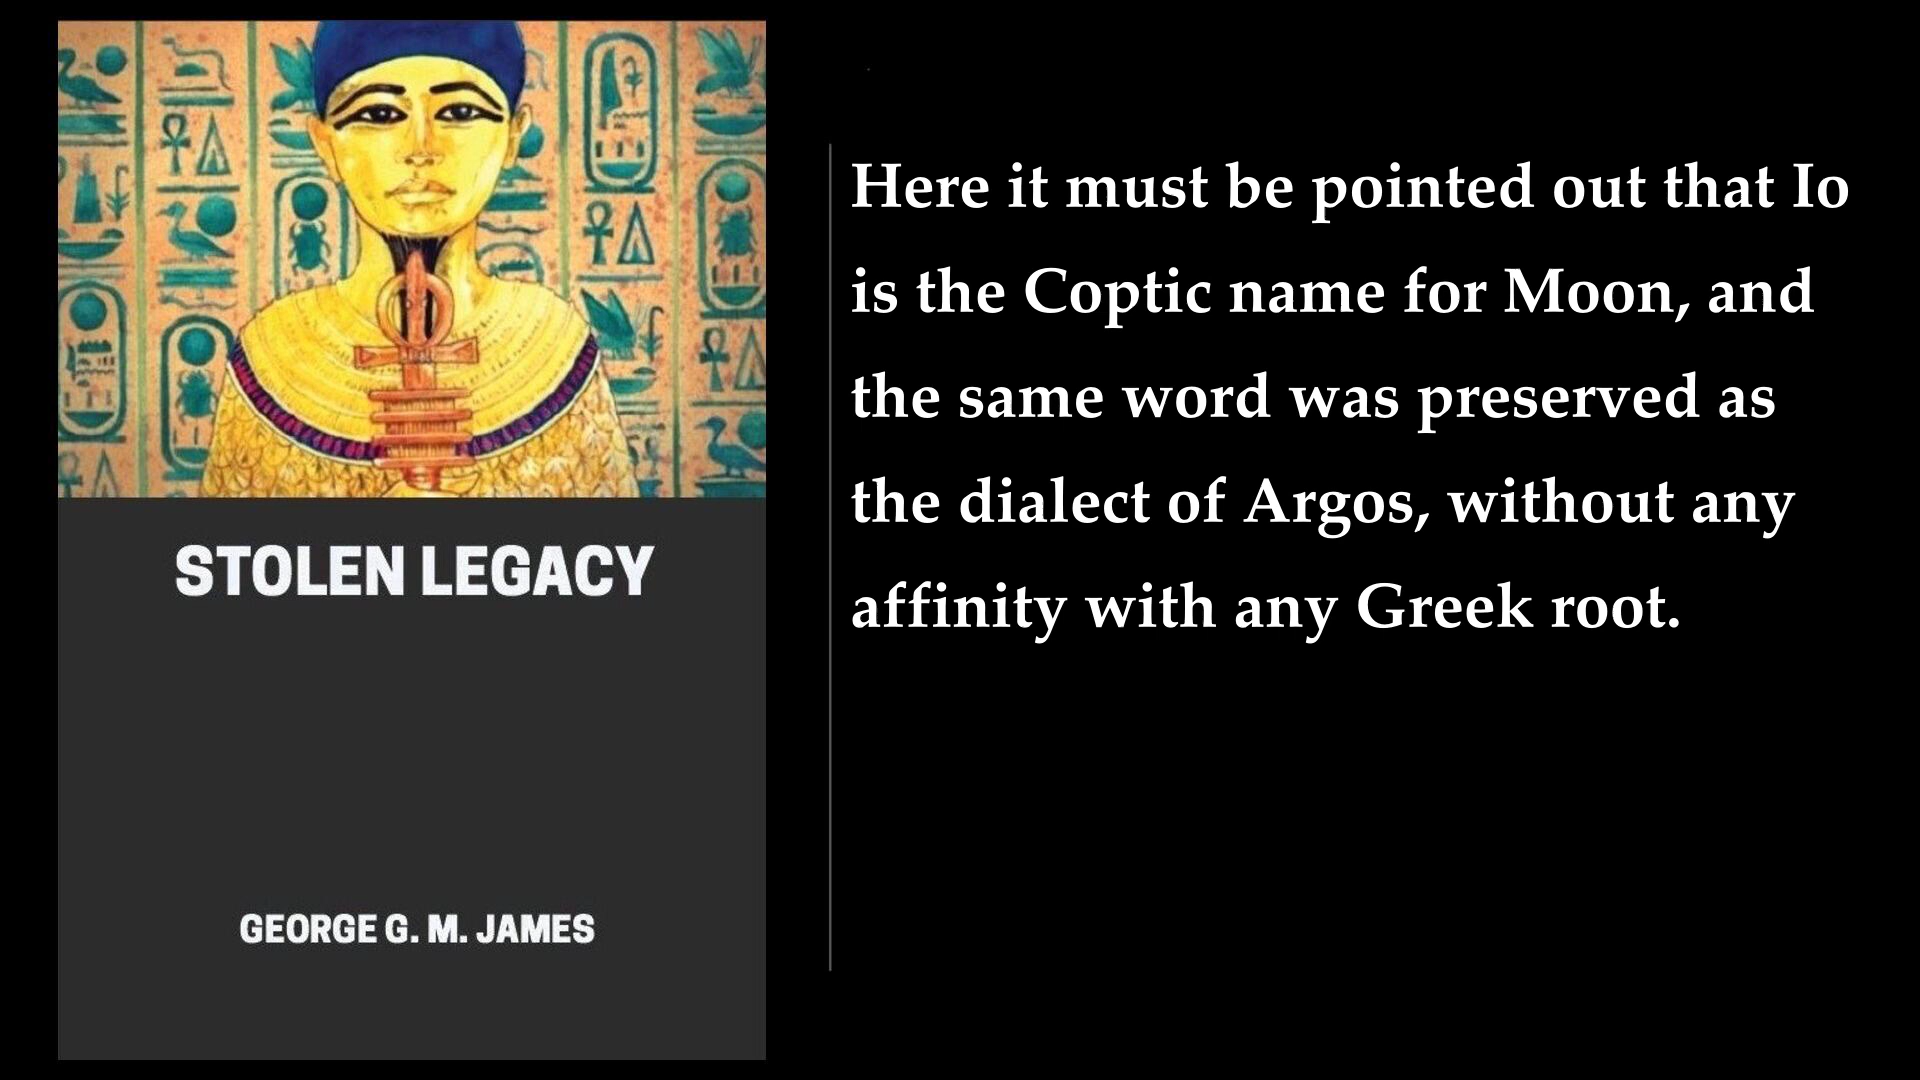 STOLEN LEGACY
GEORGE G. M. JAMES
Here it must be pointed out that Io
is the Coptic name for Moon, and
the same word was preserved as
the dialect of Argos, without any
affinity with any Greek root.